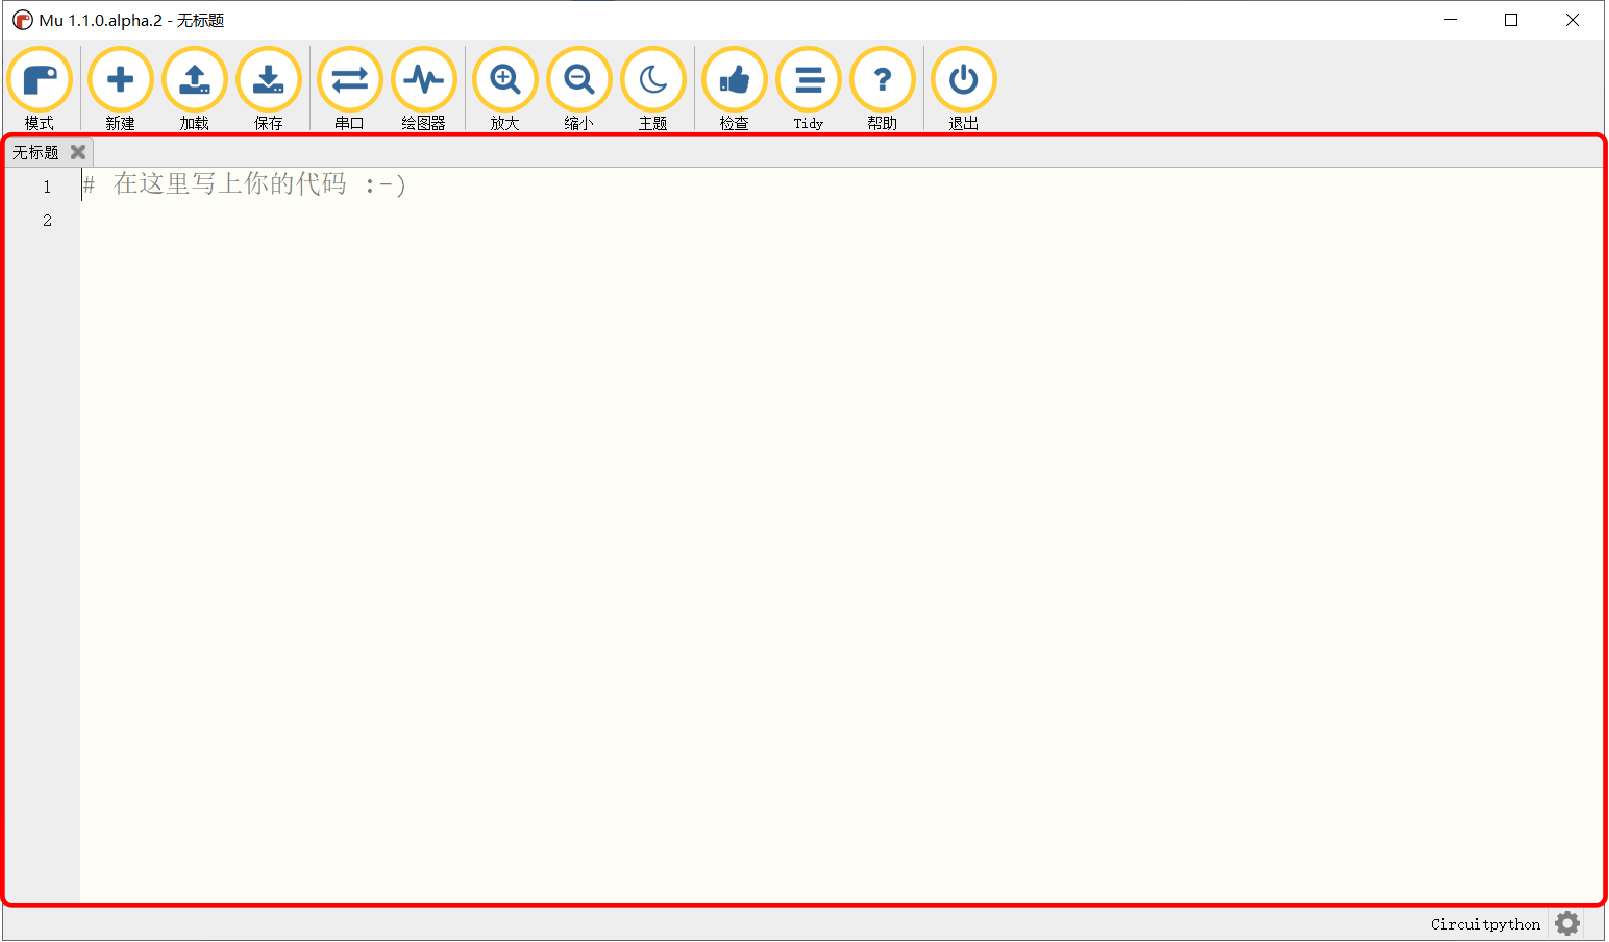 Mu 1.1.0.alpha.2 - 无标题
模式 新建 加载 保存 串口 绘图器 放大 缩小 主题 检查 Tidy 帮助 退出
无标题
1 # 在这里写上你的代码 :-)
2
Circuitpython